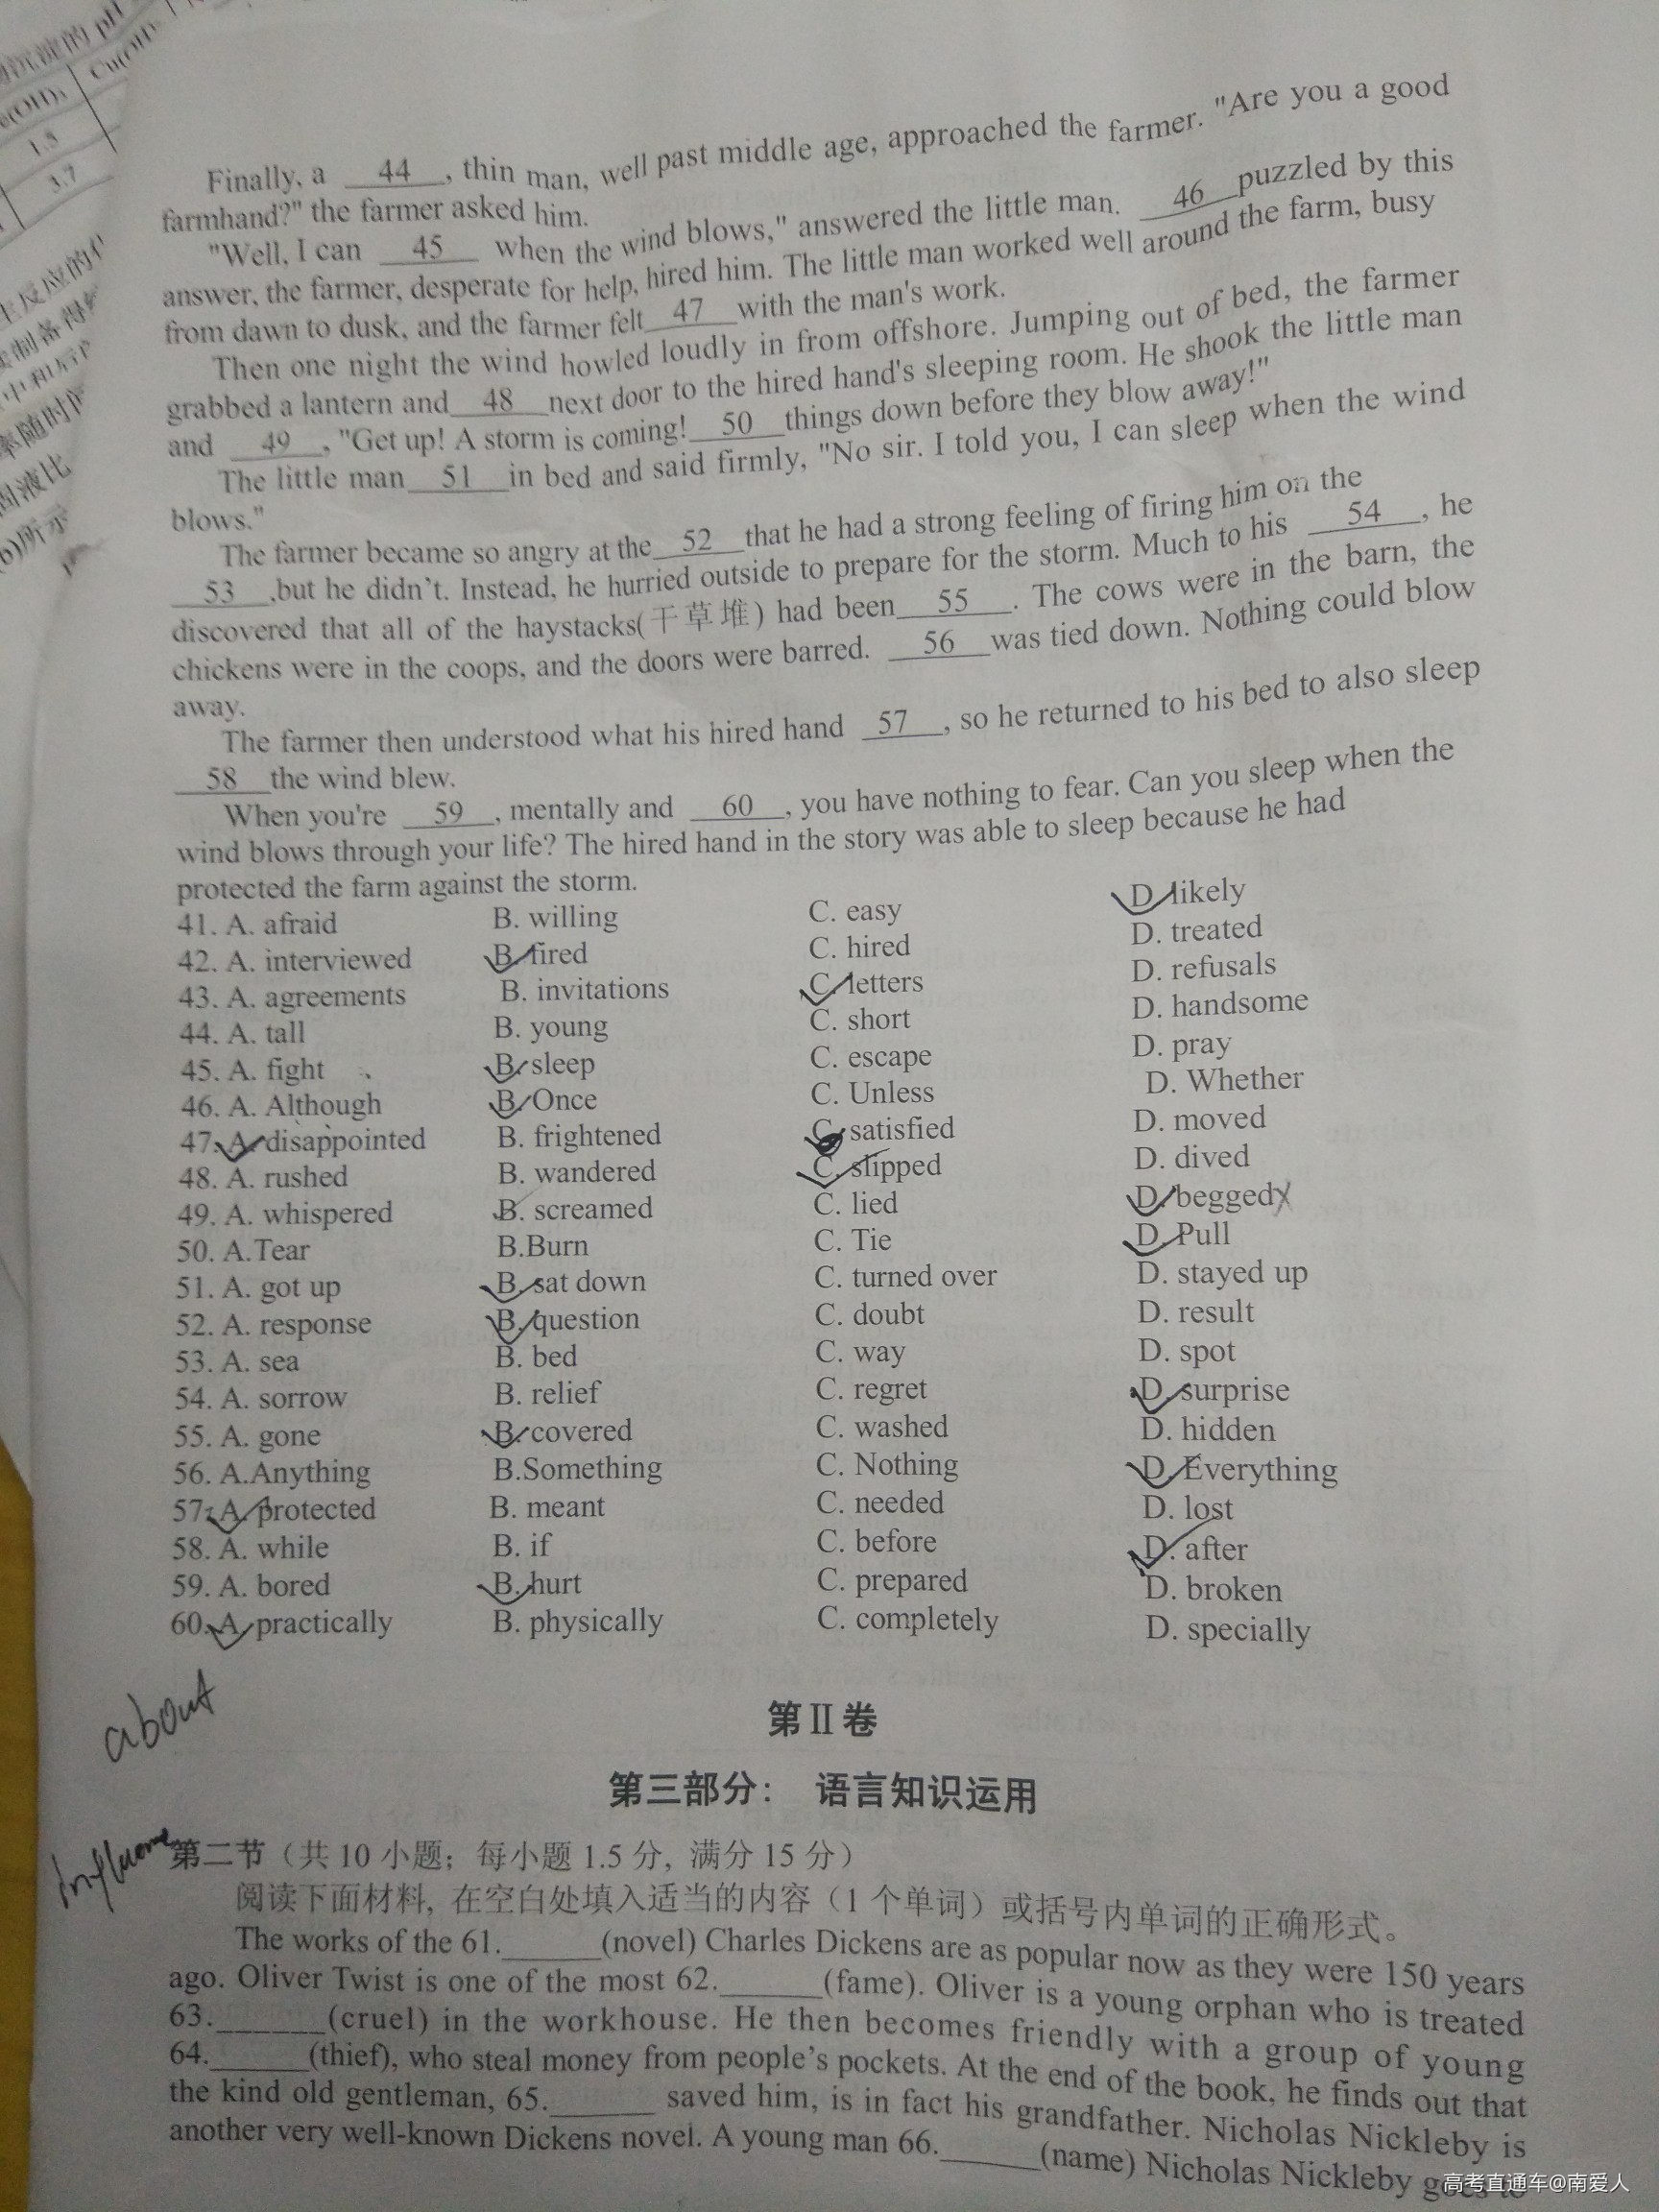 Finally, a 44 , thin man, well past middle age, approached the farmer. "Are you a good
farmhand?" the farmer asked him.
"Well, I can 45 when the wind blows," answered the little man. 46 puzzled by this
answer, the farmer, desperate for help, hired him. The little man worked well around the farm, busy
from dawn to dusk, and the farmer felt 47 with the man's work.
Then one night the wind howled loudly in from offshore. Jumping out of bed, the farmer
grabbed a lantern and 48 next door to the hired hand's sleeping room. He shook the little man
and 49 , "Get up! A storm is coming! 50 things down before they blow away!"
The little man 51 in bed and said firmly, "No sir. I told you, I can sleep when the wind
blows."
The farmer became so angry at the 52 that he had a strong feeling of firing him on the
53 ,but he didn't. Instead, he hurried outside to prepare for the storm. Much to his 54 , he
discovered that all of the haystacks(干草堆) had been 55 . The cows were in the barn, the
chickens were in the coops, and the doors were barred. 56 was tied down. Nothing could blow
away.
The farmer then understood what his hired hand 57 , so he returned to his bed to also sleep
58 the wind blew.
When you're 59 , mentally and 60 , you have nothing to fear. Can you sleep when the
wind blows through your life? The hired hand in the story was able to sleep because he had
protected the farm against the storm.
41. A. afraid B. willing C. easy D. likely
42. A. interviewed B. fired C. hired D. treated
43. A. agreements B. invitations C. letters D. refusals
44. A. tall B. young C. short D. handsome
45. A. fight B. sleep C. escape D. pray
46. A. Although B. Once C. Unless D. Whether
47. A. disappointed B. frightened C. satisfied D. moved
48. A. rushed B. wandered C. slipped D. dived
49. A. whispered B. screamed C. lied D. begged
50. A.Tear B.Burn C. Tie D. Pull
51. A. got up B. sat down C. turned over D. stayed up
52. A. response B. question C. doubt D. result
53. A. sea B. bed C. way D. spot
54. A. sorrow B. relief C. regret D. surprise
55. A. gone B. covered C. washed D. hidden
56. A.Anything B.Something C. Nothing D. Everything
57. A. protected B. meant C. needed D. lost
58. A. while B. if C. before D. after
59. A. bored B. hurt C. prepared D. broken
60. A. practically B. physically C. completely D. specially
about
第Ⅱ卷
第三部分： 语言知识运用
第二节（共 10 小题；每小题 1.5 分, 满分 15 分）
阅读下面材料, 在空白处填入适当的内容（1 个单词）或括号内单词的正确形式。
The works of the 61.______(novel) Charles Dickens are as popular now as they were 150 years
ago. Oliver Twist is one of the most 62.______(fame). Oliver is a young orphan who is treated
63.______(cruel) in the workhouse. He then becomes friendly with a group of young
64.______(thief), who steal money from people's pockets. At the end of the book, he finds out that
the kind old gentleman, 65.______ saved him, is in fact his grandfather. Nicholas Nickleby is
another very well-known Dickens novel. A young man 66.______(name) Nicholas Nickleby goes to
高考直通车@南爱人